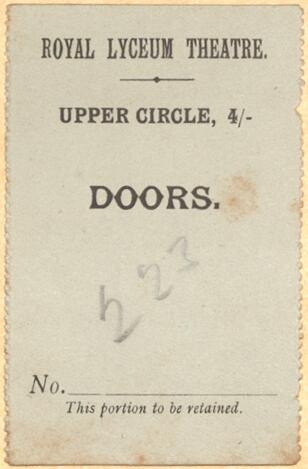 ROYAL LYCEUM THEATRE.
UPPER CIRCLE, 4/-
DOORS.
223
No.
This portion to be retained.